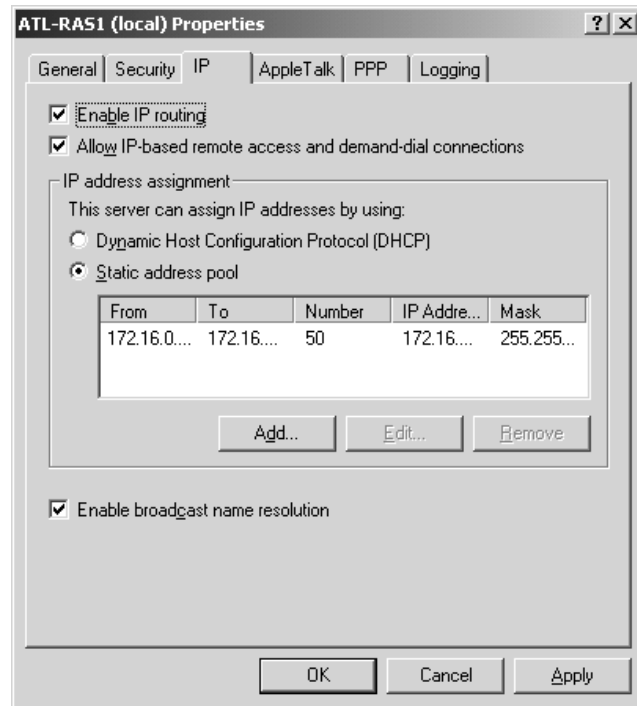 ATL-RAS1 (local) Properties
General Security IP AppleTalk PPP Logging
Enable IP routing
Allow IP-based remote access and demand-dial connections
IP address assignment
This server can assign IP addresses by using:
Dynamic Host Configuration Protocol (DHCP)
Static address pool
From To Number IP Addre... Mask
172.16.0.... 172.16.... 50 172.16.... 255.255...
Add... Edit... Remove
Enable broadcast name resolution
OK Cancel Apply